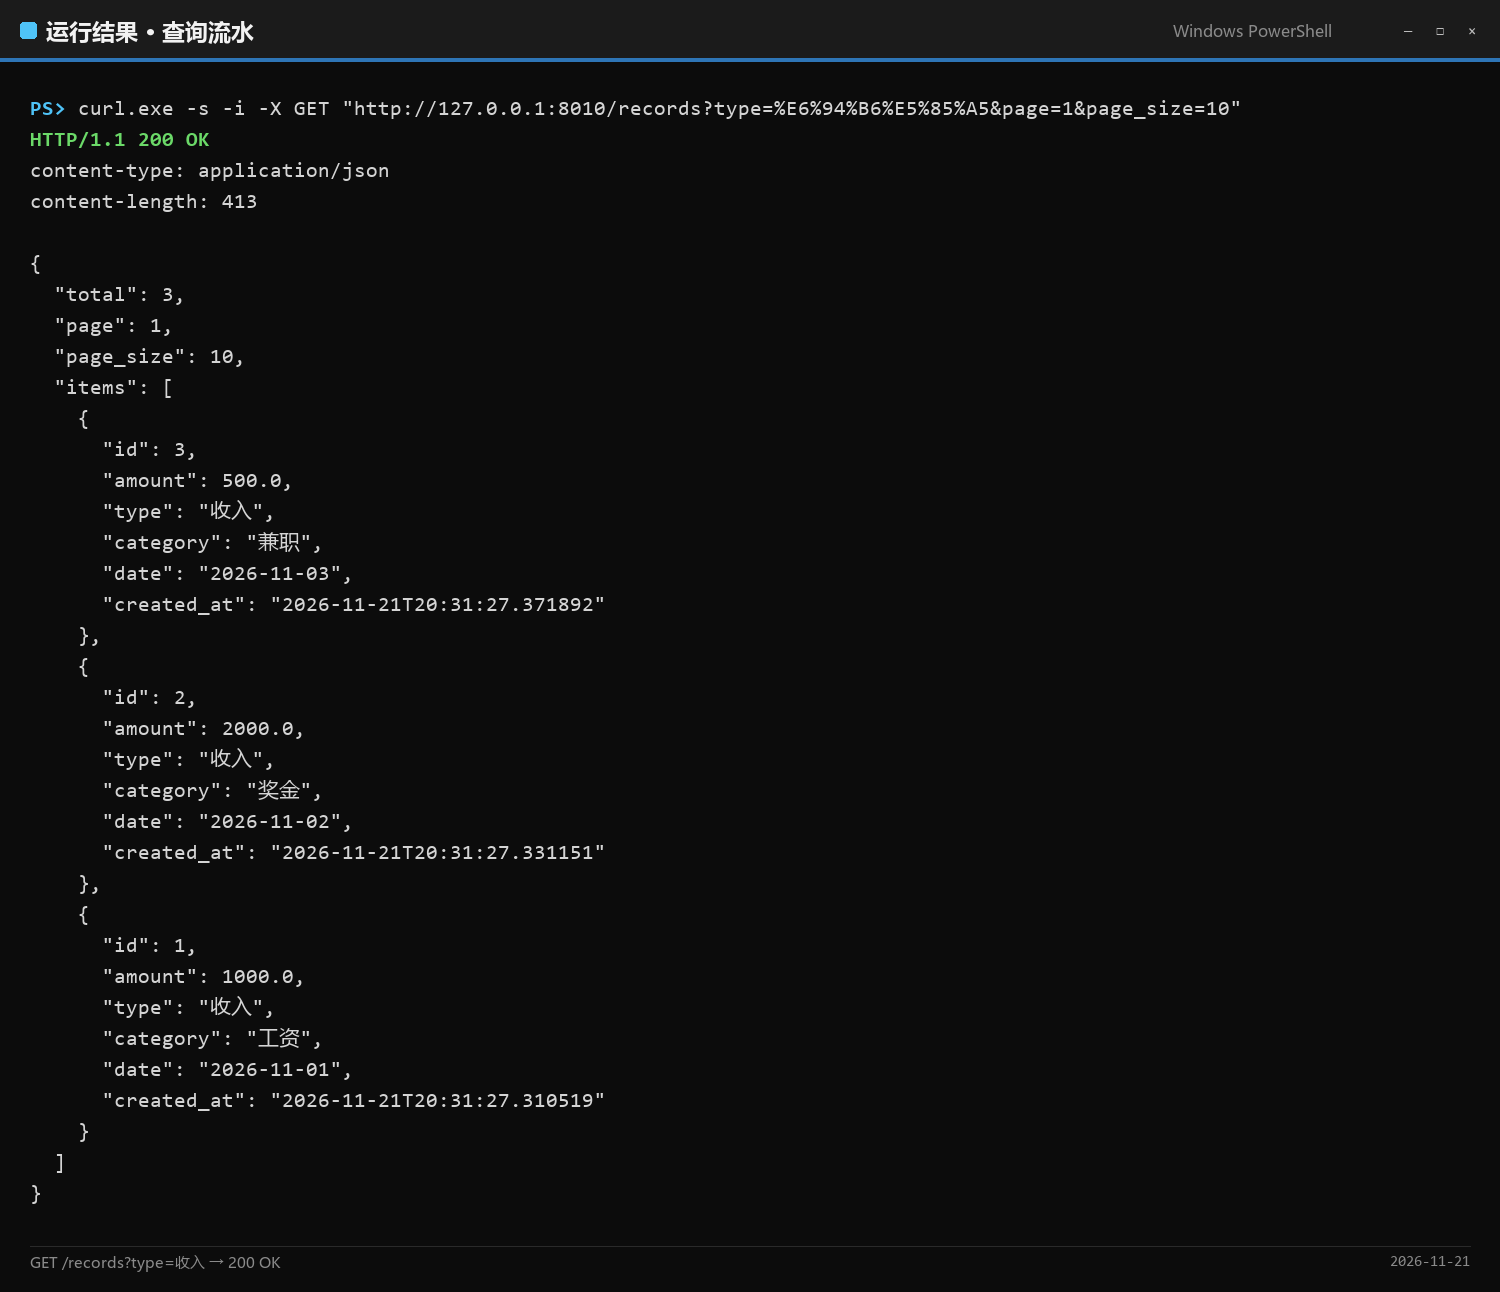 运行结果 • 查询流水
Windows PowerShell
PS> curl.exe -s -i -X GET "http://127.0.0.1:8010/records?type=%E6%94%B6%E5%85%A5&page=1&page_size=10"
HTTP/1.1 200 OK
content-type: application/json
content-length: 413
{
  "total": 3,
  "page": 1,
  "page_size": 10,
  "items": [
    {
      "id": 3,
      "amount": 500.0,
      "type": "收入",
      "category": "兼职",
      "date": "2026-11-03",
      "created_at": "2026-11-21T20:31:27.371892"
    },
    {
      "id": 2,
      "amount": 2000.0,
      "type": "收入",
      "category": "奖金",
      "date": "2026-11-02",
      "created_at": "2026-11-21T20:31:27.331151"
    },
    {
      "id": 1,
      "amount": 1000.0,
      "type": "收入",
      "category": "工资",
      "date": "2026-11-01",
      "created_at": "2026-11-21T20:31:27.310519"
    }
  ]
}
GET /records?type=收入 → 200 OK
2026-11-21